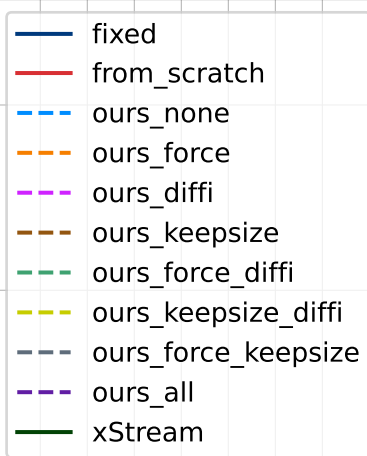 fixed
from_scratch
ours_none
ours_force
ours_diffi
ours_keepsize
ours_force_diffi
ours_keepsize_diffi
ours_force_keepsize
ours_all
xStream